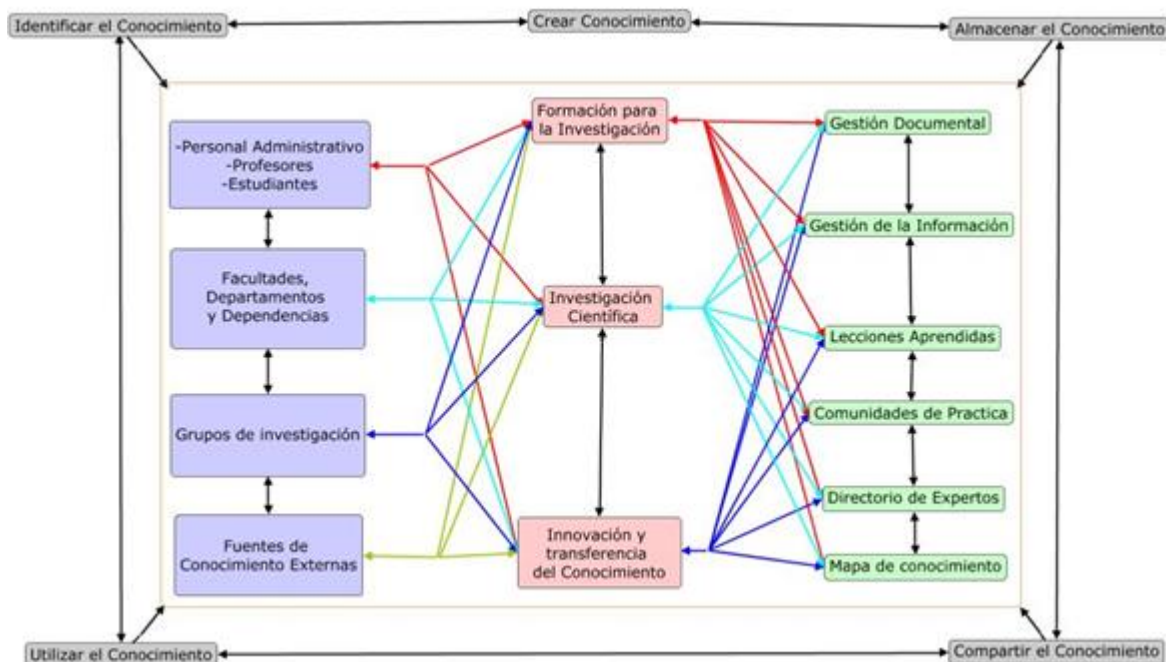 Identificar el Conocimiento
Crear Conocimiento
Almacenar el Conocimiento
-Personal Administrativo
-Profesores
-Estudiantes
Facultades,
Departamentos
y Dependencias
Grupos de investigación
Fuentes de
Conocimiento Externas
Formación para
la Investigación
Investigación
Científica
Innovación y
transferencia
del Conocimiento
Gestión Documental
Gestión de la Información
Lecciones Aprendidas
Comunidades de Practica
Directorio de Expertos
Mapa de conocimiento
Utilizar el Conocimiento
Compartir el Conocimiento